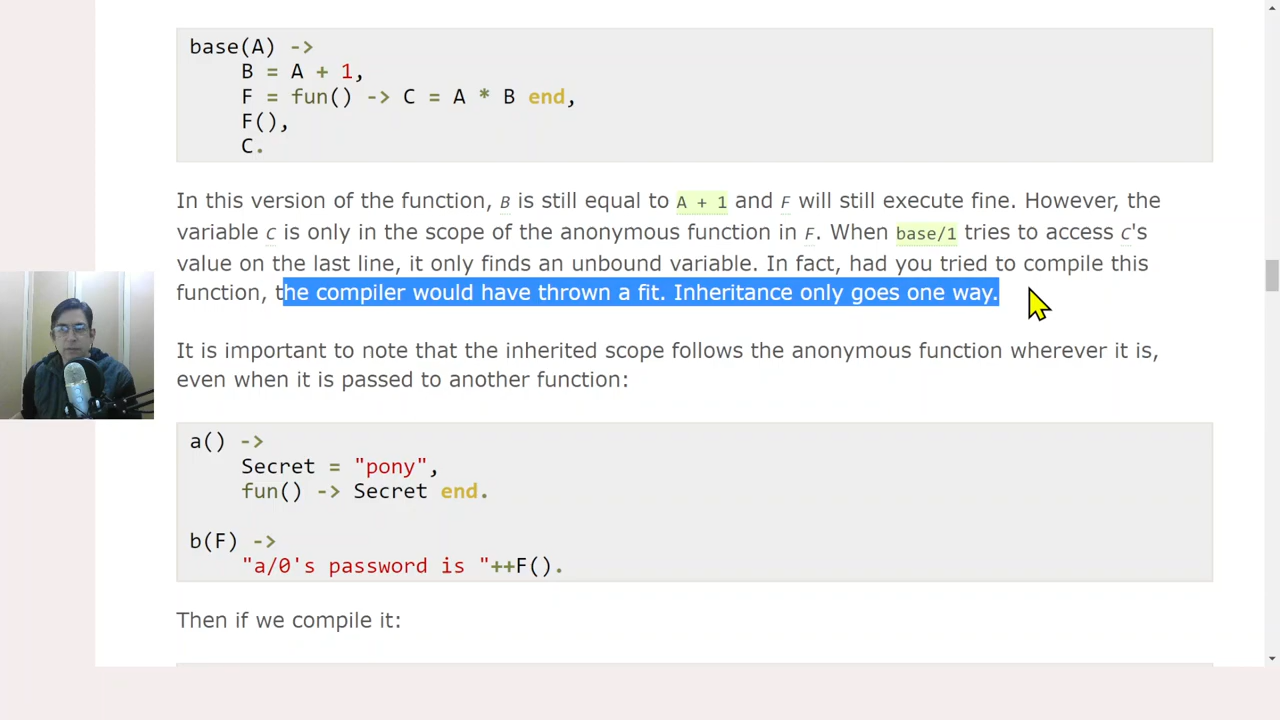 base(A) ->
B = A + 1,
F = fun() -> C = A * B end,
F(),
C.
In this version of the function, B is still equal to A + 1 and F will still execute fine. However, the
variable C is only in the scope of the anonymous function in F. When base/1 tries to access C's
value on the last line, it only finds an unbound variable. In fact, had you tried to compile this
function, the compiler would have thrown a fit. Inheritance only goes one way.
It is important to note that the inherited scope follows the anonymous function wherever it is,
even when it is passed to another function:
a() ->
Secret = "pony",
fun() -> Secret end.
b(F) ->
"a/0's password is "++F().
Then if we compile it: